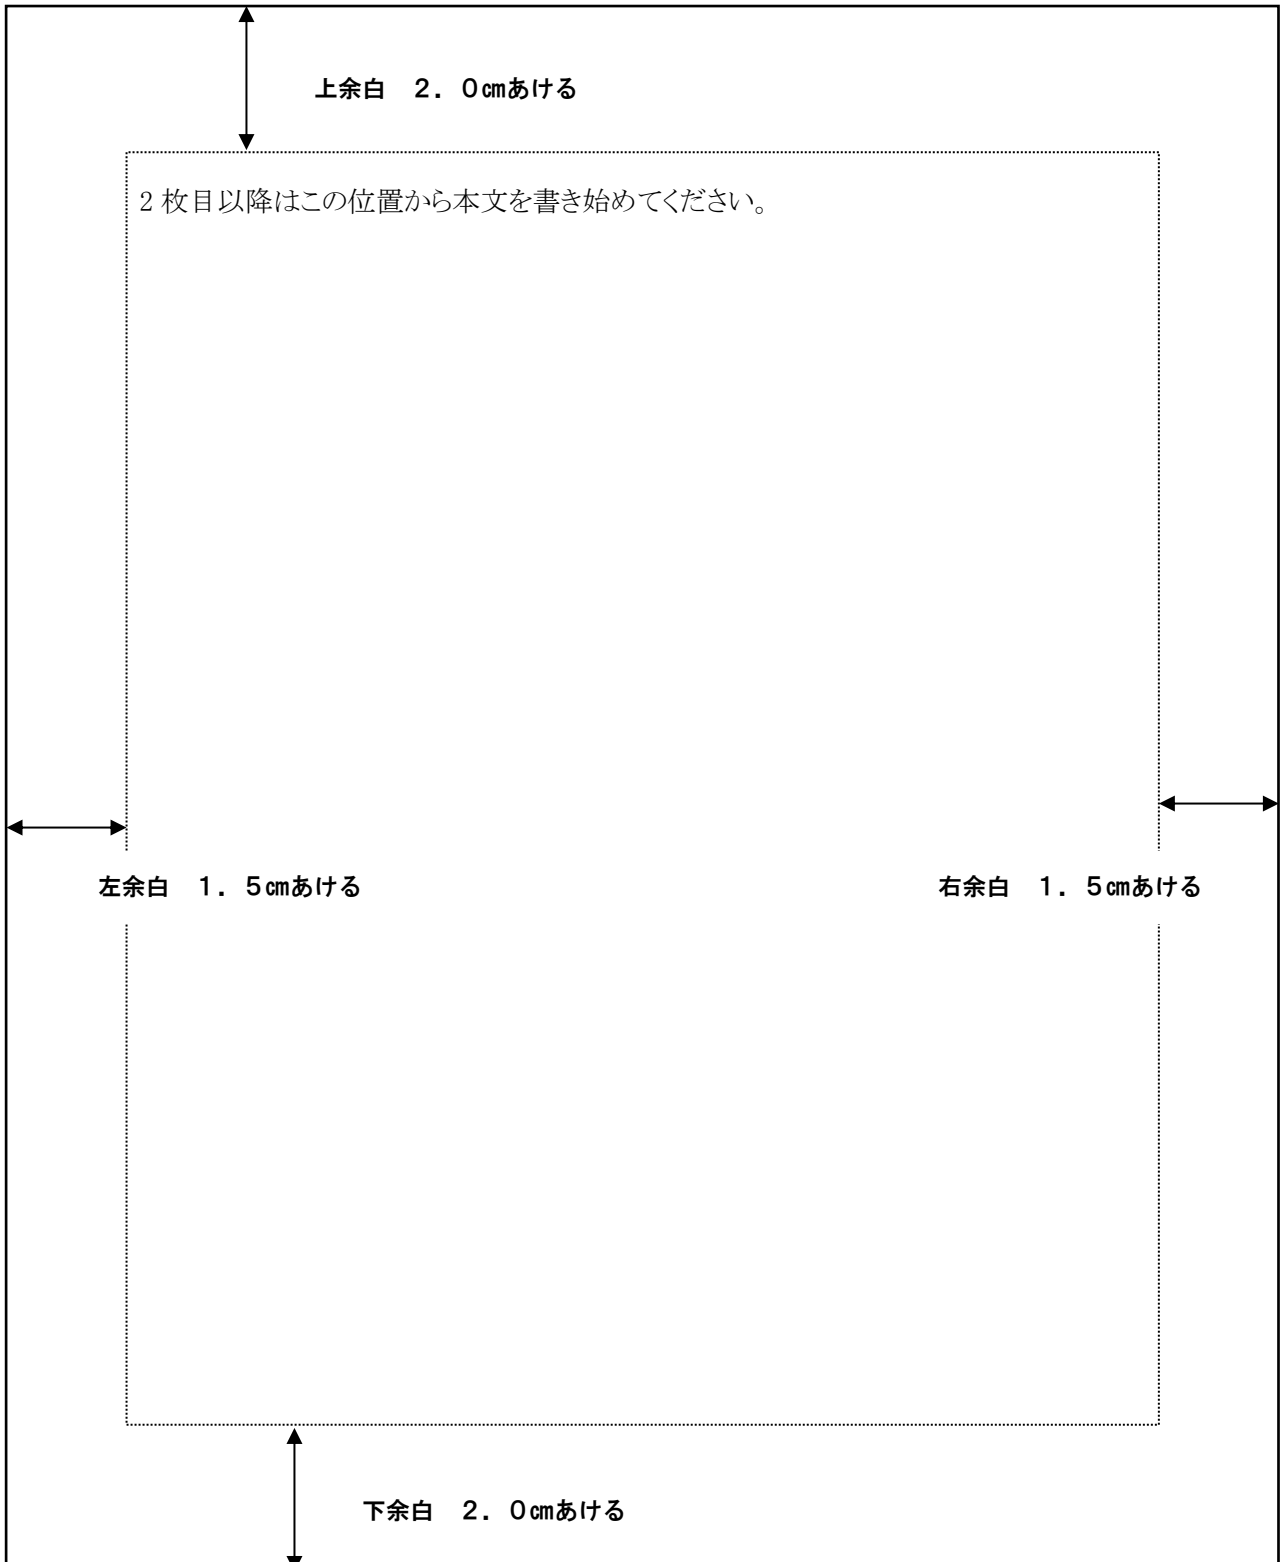 上余白　２．０㎝あける
2 枚目以降はこの位置から本文を書き始めてください。
左余白　１．５㎝あける
右余白　１．５㎝あける
下余白　２．０㎝あける